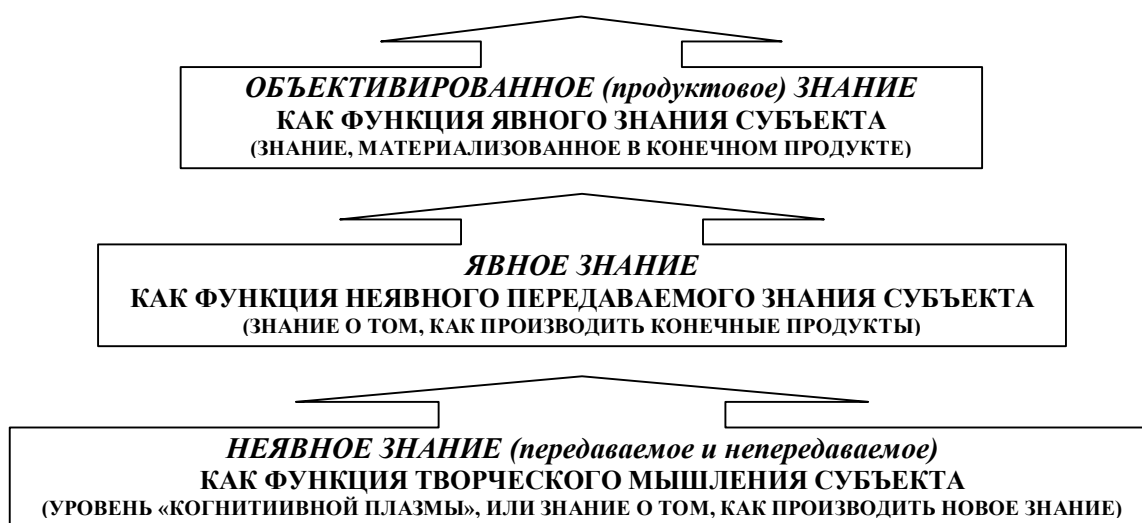 ОБЪЕКТИВИРОВАННОЕ (продуктовое) ЗНАНИЕ
КАК ФУНКЦИЯ ЯВНОГО ЗНАНИЯ СУБЪЕКТА
(ЗНАНИЕ, МАТЕРИАЛИЗОВАННОЕ В КОНЕЧНОМ ПРОДУКТЕ)
ЯВНОЕ ЗНАНИЕ
КАК ФУНКЦИЯ НЕЯВНОГО ПЕРЕДАВАЕМОГО ЗНАНИЯ СУБЪЕКТА
(ЗНАНИЕ О ТОМ, КАК ПРОИЗВОДИТЬ КОНЕЧНЫЕ ПРОДУКТЫ)
НЕЯВНОЕ ЗНАНИЕ (передаваемое и непередаваемое)
КАК ФУНКЦИЯ ТВОРЧЕСКОГО МЫШЛЕНИЯ СУБЪЕКТА
(УРОВЕНЬ «КОГНИТИИВНОЙ ПЛАЗМЫ», ИЛИ ЗНАНИЕ О ТОМ, КАК ПРОИЗВОДИТЬ НОВОЕ ЗНАНИЕ)